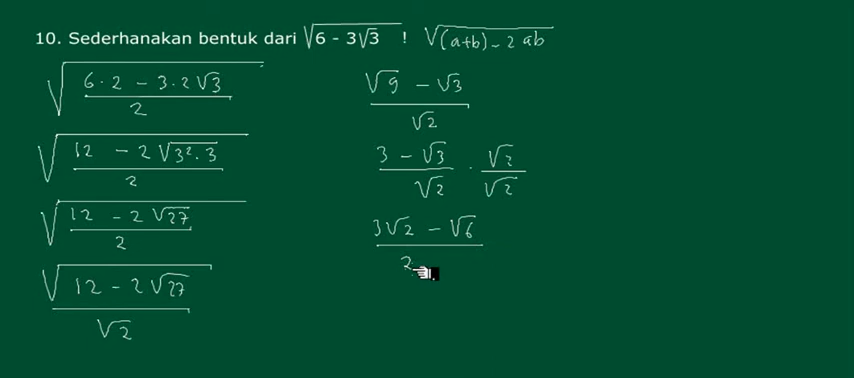 10. Sederhanakan bentuk dari √(6 - 3√3) ! √((a+b) - 2 ab)
√((6·2 - 3.2√3)/2)
√((12 - 2√(3².3))/2)
√((12 - 2√27)/2)
√(12 - 2√27)/√2
(√9 - √3)/√2
(3 - √3)/√2 · √2/√2
(3√2 - √6)/2